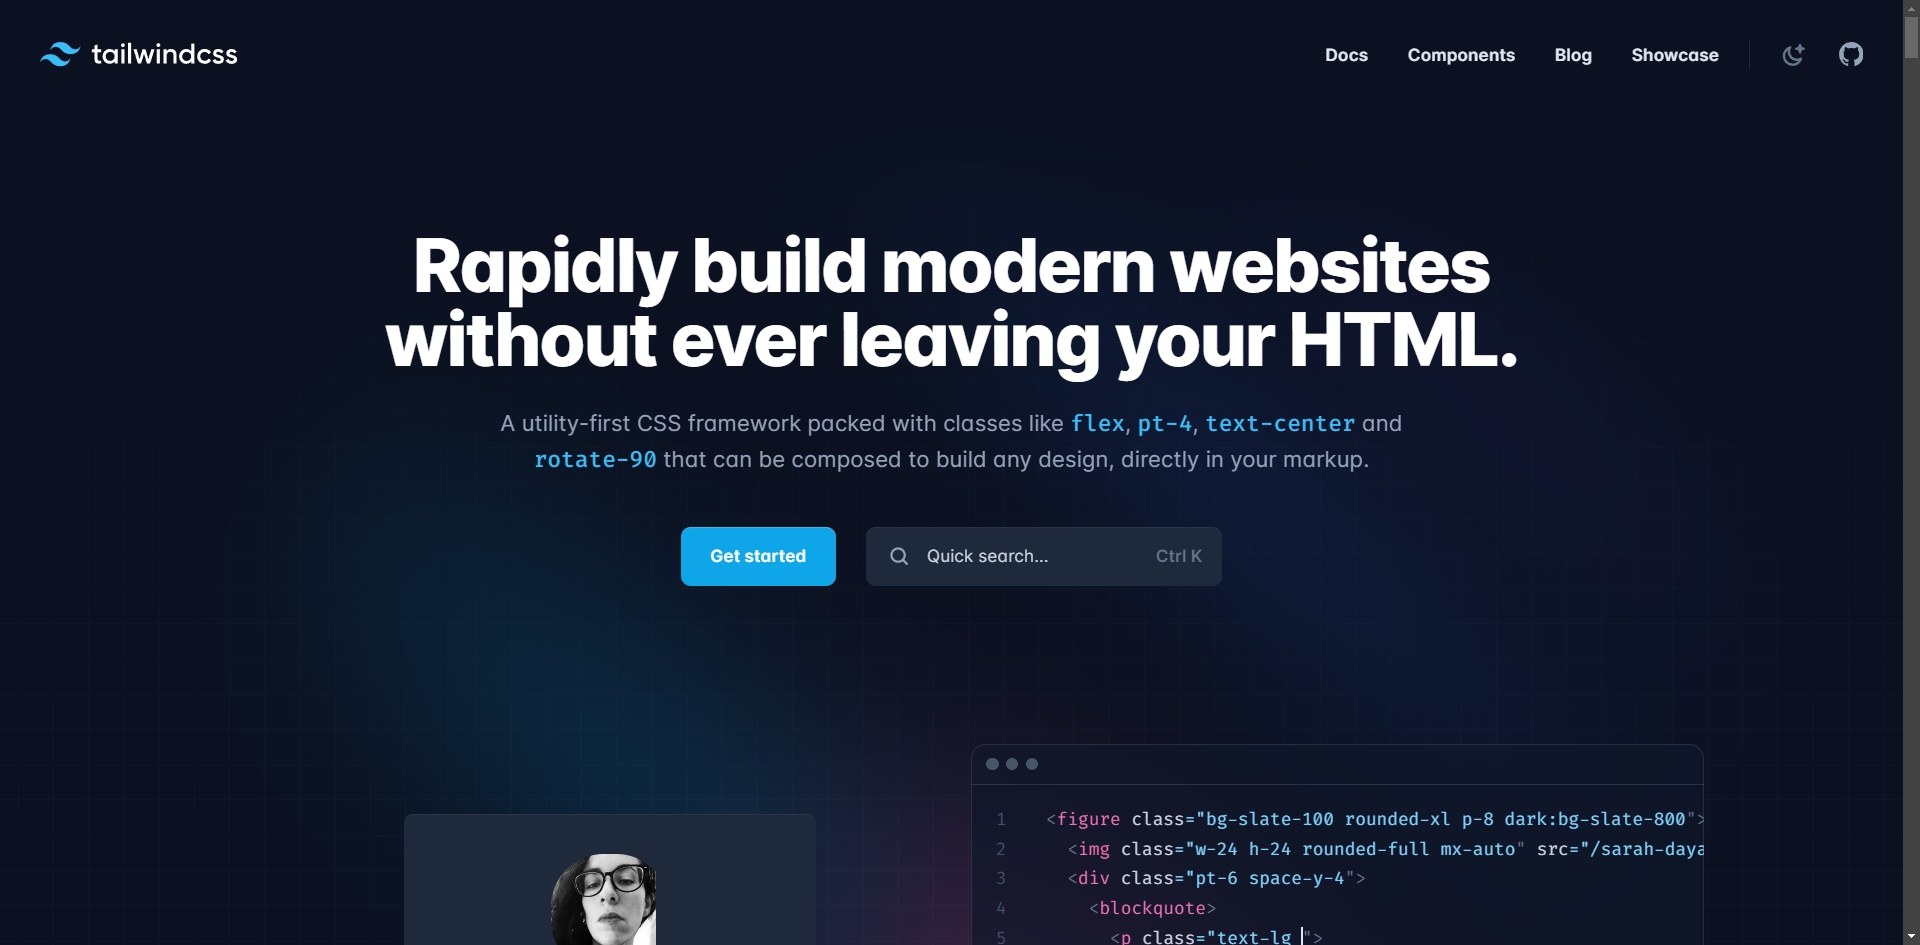 tailwindcss
Docs Components Blog Showcase
Rapidly build modern websites
without ever leaving your HTML.
A utility-first CSS framework packed with classes like flex, pt-4, text-center and
rotate-90 that can be composed to build any design, directly in your markup.
Get started
Quick search... Ctrl K
1 <figure class="bg-slate-100 rounded-xl p-8 dark:bg-slate-800">
2 <img class="w-24 h-24 rounded-full mx-auto" src="/sarah-daya
3 <div class="pt-6 space-y-4">
4 <blockquote>
5 <p class="text-lg ">